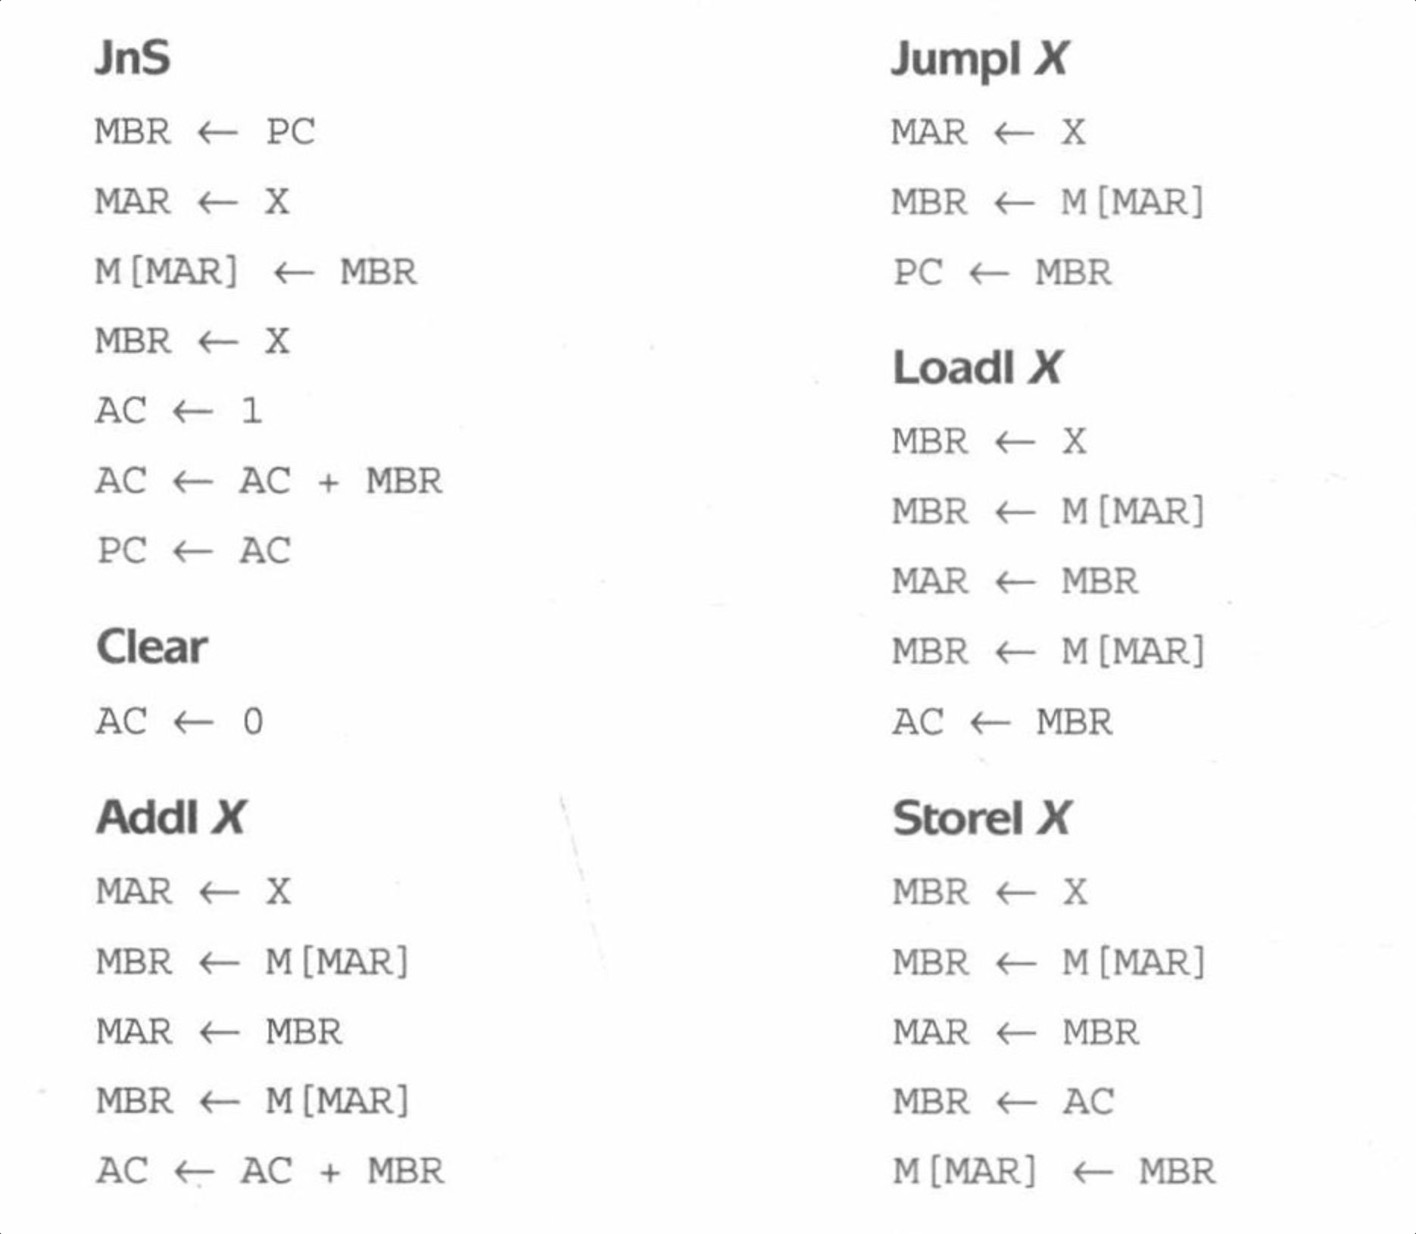 JnS
MBR ← PC
MAR ← X
M[MAR] ← MBR
MBR ← X
AC ← 1
AC ← AC + MBR
PC ← AC
Clear
AC ← 0
AddI X
MAR ← X
MBR ← M[MAR]
MAR ← MBR
MBR ← M[MAR]
AC ← AC + MBR
JumpI X
MAR ← X
MBR ← M[MAR]
PC ← MBR
LoadI X
MBR ← X
MBR ← M[MAR]
MAR ← MBR
MBR ← M[MAR]
AC ← MBR
StoreI X
MBR ← X
MBR ← M[MAR]
MAR ← MBR
MBR ← AC
M[MAR] ← MBR